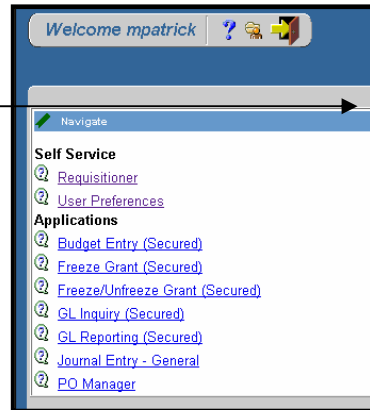 Welcome mpatrick
Navigate
Self Service
Requisitioner
User Preferences
Applications
Budget Entry (Secured)
Freeze Grant (Secured)
Freeze/Unfreeze Grant (Secured)
GL Inquiry (Secured)
GL Reporting (Secured)
Journal Entry - General
PO Manager